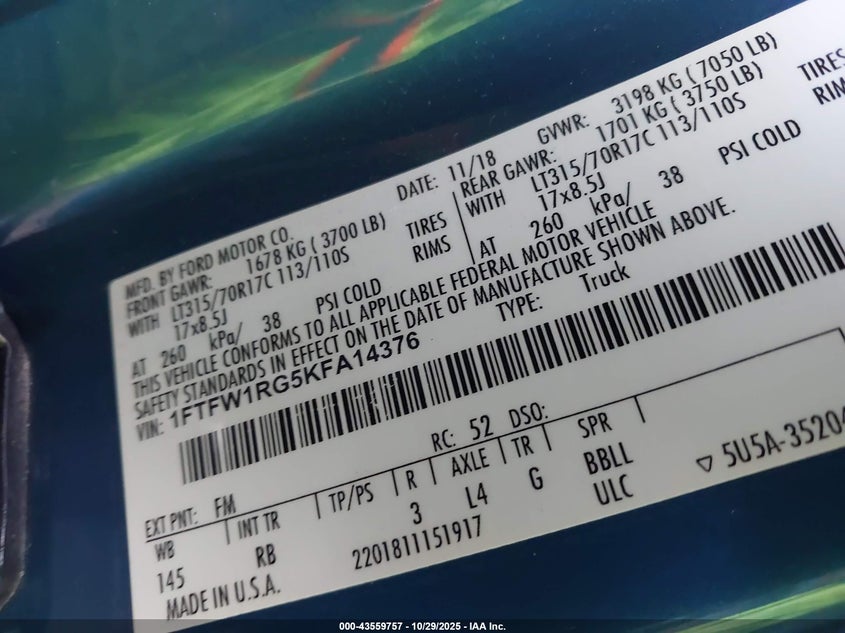 MFD. BY FORD MOTOR CO.
DATE: 11/18 GVWR: 3198 KG ( 7050 LB)
FRONT GAWR: 1678 KG ( 3700 LB) REAR GAWR: 1701 KG ( 3750 LB)
WITH LT315/70R17C 113/110S TIRES WITH LT315/70R17C 113/110S TIRES
17x8.5J RIMS 17x8.5J RIMS
AT 260 kPa/ 38 PSI COLD AT 260 kPa/ 38 PSI COLD
THIS VEHICLE CONFORMS TO ALL APPLICABLE FEDERAL MOTOR VEHICLE
SAFETY STANDARDS IN EFFECT ON THE DATE OF MANUFACTURE SHOWN ABOVE.
VIN: 1FTFW1RG5KFA14376 TYPE: Truck
EXT PNT: FM RC: 52 DSO:
WB INT TR TP/PS R AXLE TR SPR
145 RB 3 L4 G BBLL
ULC
2201811151917
MADE IN U.S.A.
5U5A-35204
000-43559757 - 10/29/2025 - IAA Inc.